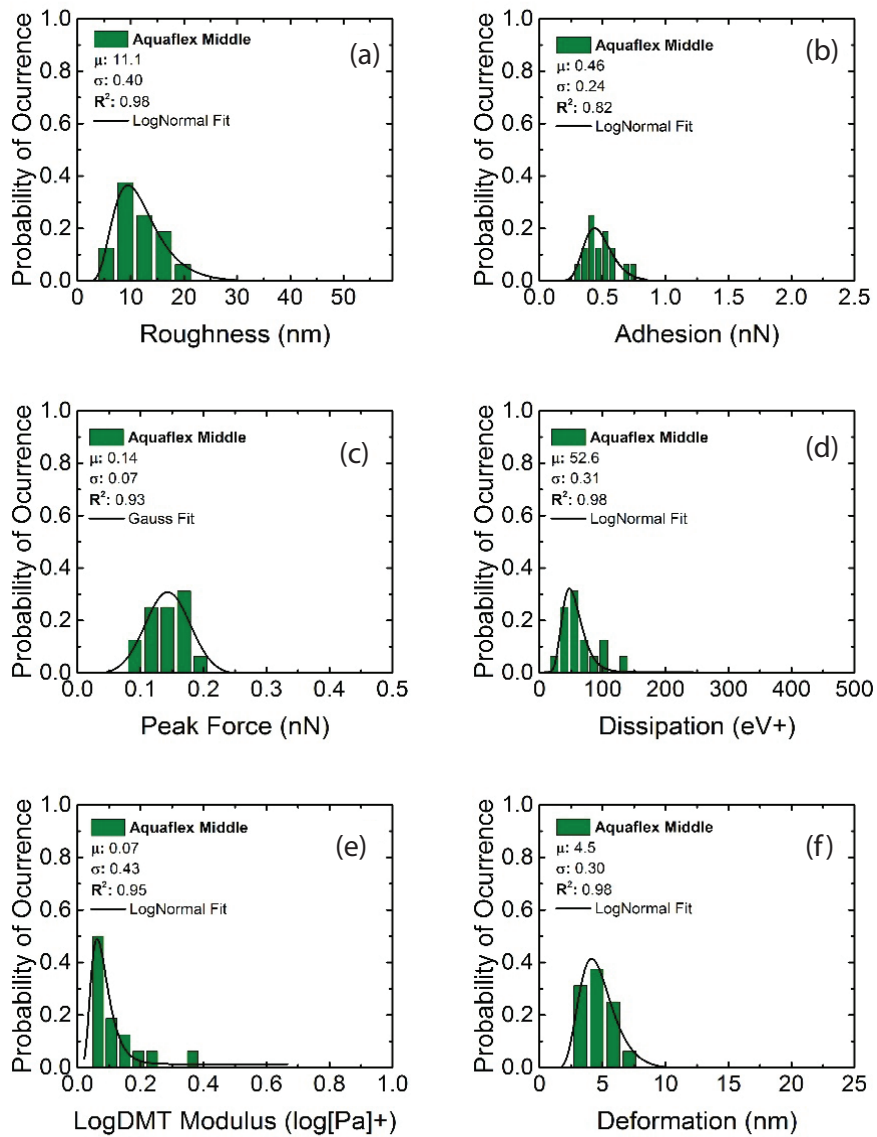 Probability of Ocurrence
1.0
0.8
0.6
0.4
0.2
0.0
Aquaflex Middle
μ: 11.1
σ: 0.40
R²: 0.98
LogNormal Fit
(a)
0 10 20 30 40 50
Roughness (nm)
Probability of Ocurrence
1.0
0.8
0.6
0.4
0.2
0.0
Aquaflex Middle
μ: 0.46
σ: 0.24
R²: 0.82
LogNormal Fit
(b)
0.0 0.5 1.0 1.5 2.0 2.5
Adhesion (nN)
Probability of Ocurrence
1.0
0.8
0.6
0.4
0.2
0.0
Aquaflex Middle
μ: 0.14
σ: 0.07
R²: 0.93
Gauss Fit
(c)
0.0 0.1 0.2 0.3 0.4 0.5
Peak Force (nN)
Probability of Ocurrence
1.0
0.8
0.6
0.4
0.2
0.0
Aquaflex Middle
μ: 52.6
σ: 0.31
R²: 0.98
LogNormal Fit
(d)
0 100 200 300 400 500
Dissipation (eV+)
Probability of Ocurrence
1.0
0.8
0.6
0.4
0.2
0.0
Aquaflex Middle
μ: 0.07
σ: 0.43
R²: 0.95
LogNormal Fit
(e)
0.0 0.2 0.4 0.6 0.8 1.0
LogDMT Modulus (log[Pa]+)
Probability of Ocurrence
1.0
0.8
0.6
0.4
0.2
0.0
Aquaflex Middle
μ: 4.5
σ: 0.30
R²: 0.98
LogNormal Fit
(f)
0 5 10 15 20 25
Deformation (nm)